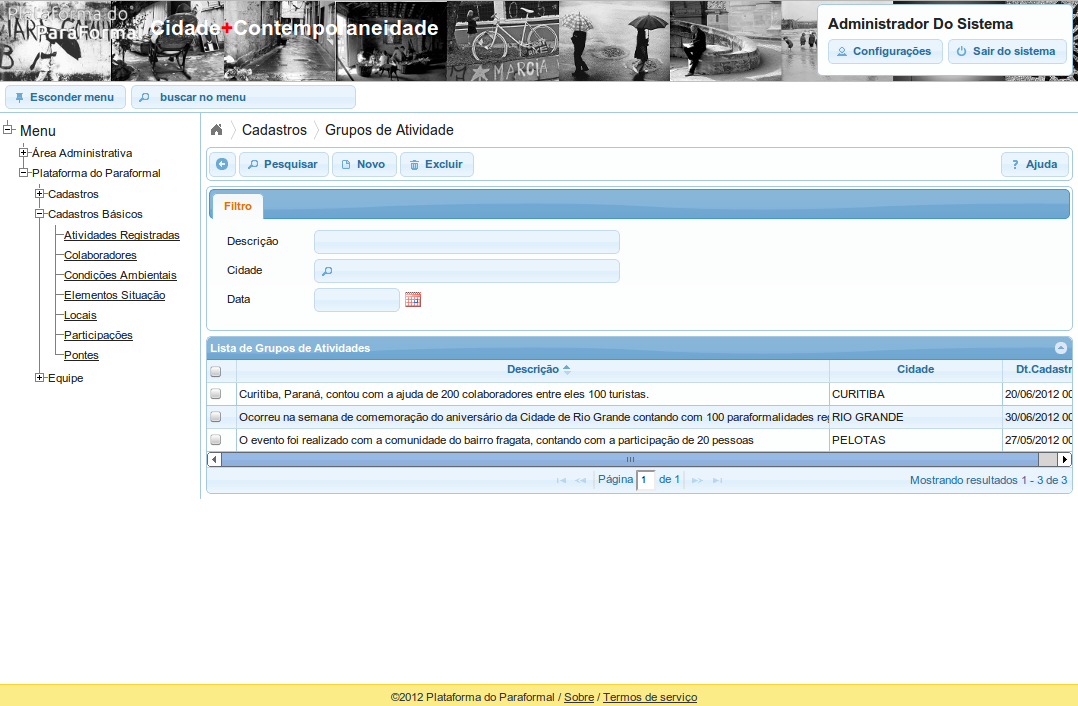 Plataforma do
ParaFormal
Cidade+Contemporaneidade
MARCIA
Administrador Do Sistema
Configurações
Sair do sistema
Esconder menu
buscar no menu
Menu
Área Administrativa
Plataforma do Paraformal
Cadastros
Cadastros Básicos
Atividades Registradas
Colaboradores
Condições Ambientais
Elementos Situação
Locais
Participações
Pontes
Equipe
Cadastros
Grupos de Atividade
Pesquisar
Novo
Excluir
? Ajuda
Filtro
Descrição
Cidade
Data
Lista de Grupos de Atividades
Descrição Cidade Dt.Cadastr
Curitiba, Paraná, contou com a ajuda de 200 colaboradores entre eles 100 turistas. CURITIBA 20/06/2012 00
Ocorreu na semana de comemoração do aniversário da Cidade de Rio Grande contando com 100 paraformalidades reg RIO GRANDE 30/06/2012 00
O evento foi realizado com a comunidade do bairro fragata, contando com a participação de 20 pessoas PELOTAS 27/05/2012 00
Página 1 de 1
Mostrando resultados 1 - 3 de 3
©2012 Plataforma do Paraformal / Sobre / Termos de serviço